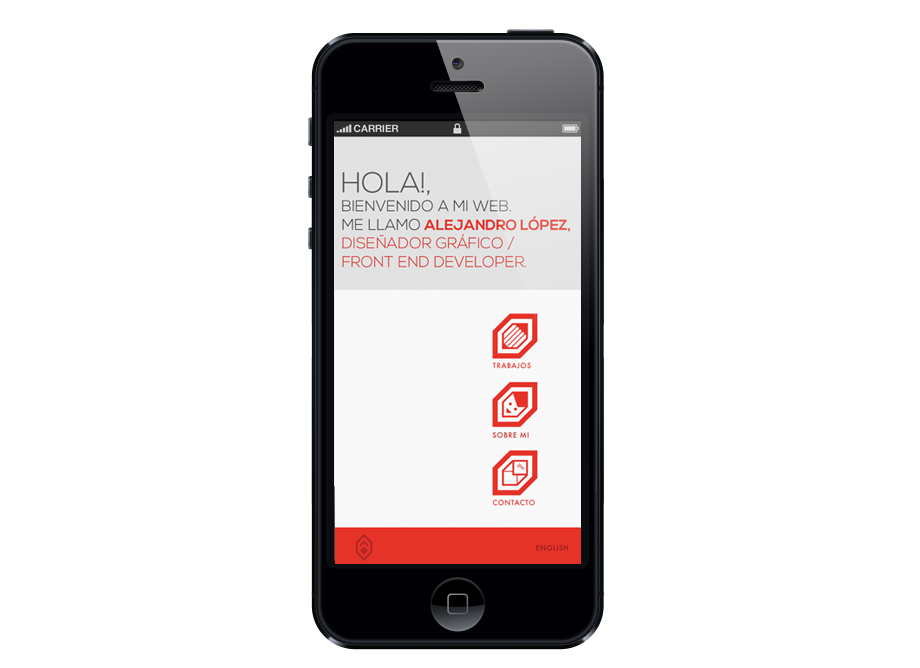 CARRIER
HOLA!,
BIENVENIDO A MI WEB.
ME LLAMO ALEJANDRO LÓPEZ,
DISEÑADOR GRÁFICO /
FRONT END DEVELOPER.
TRABAJOS
SOBRE MI
CONTACTO
ENGLISH